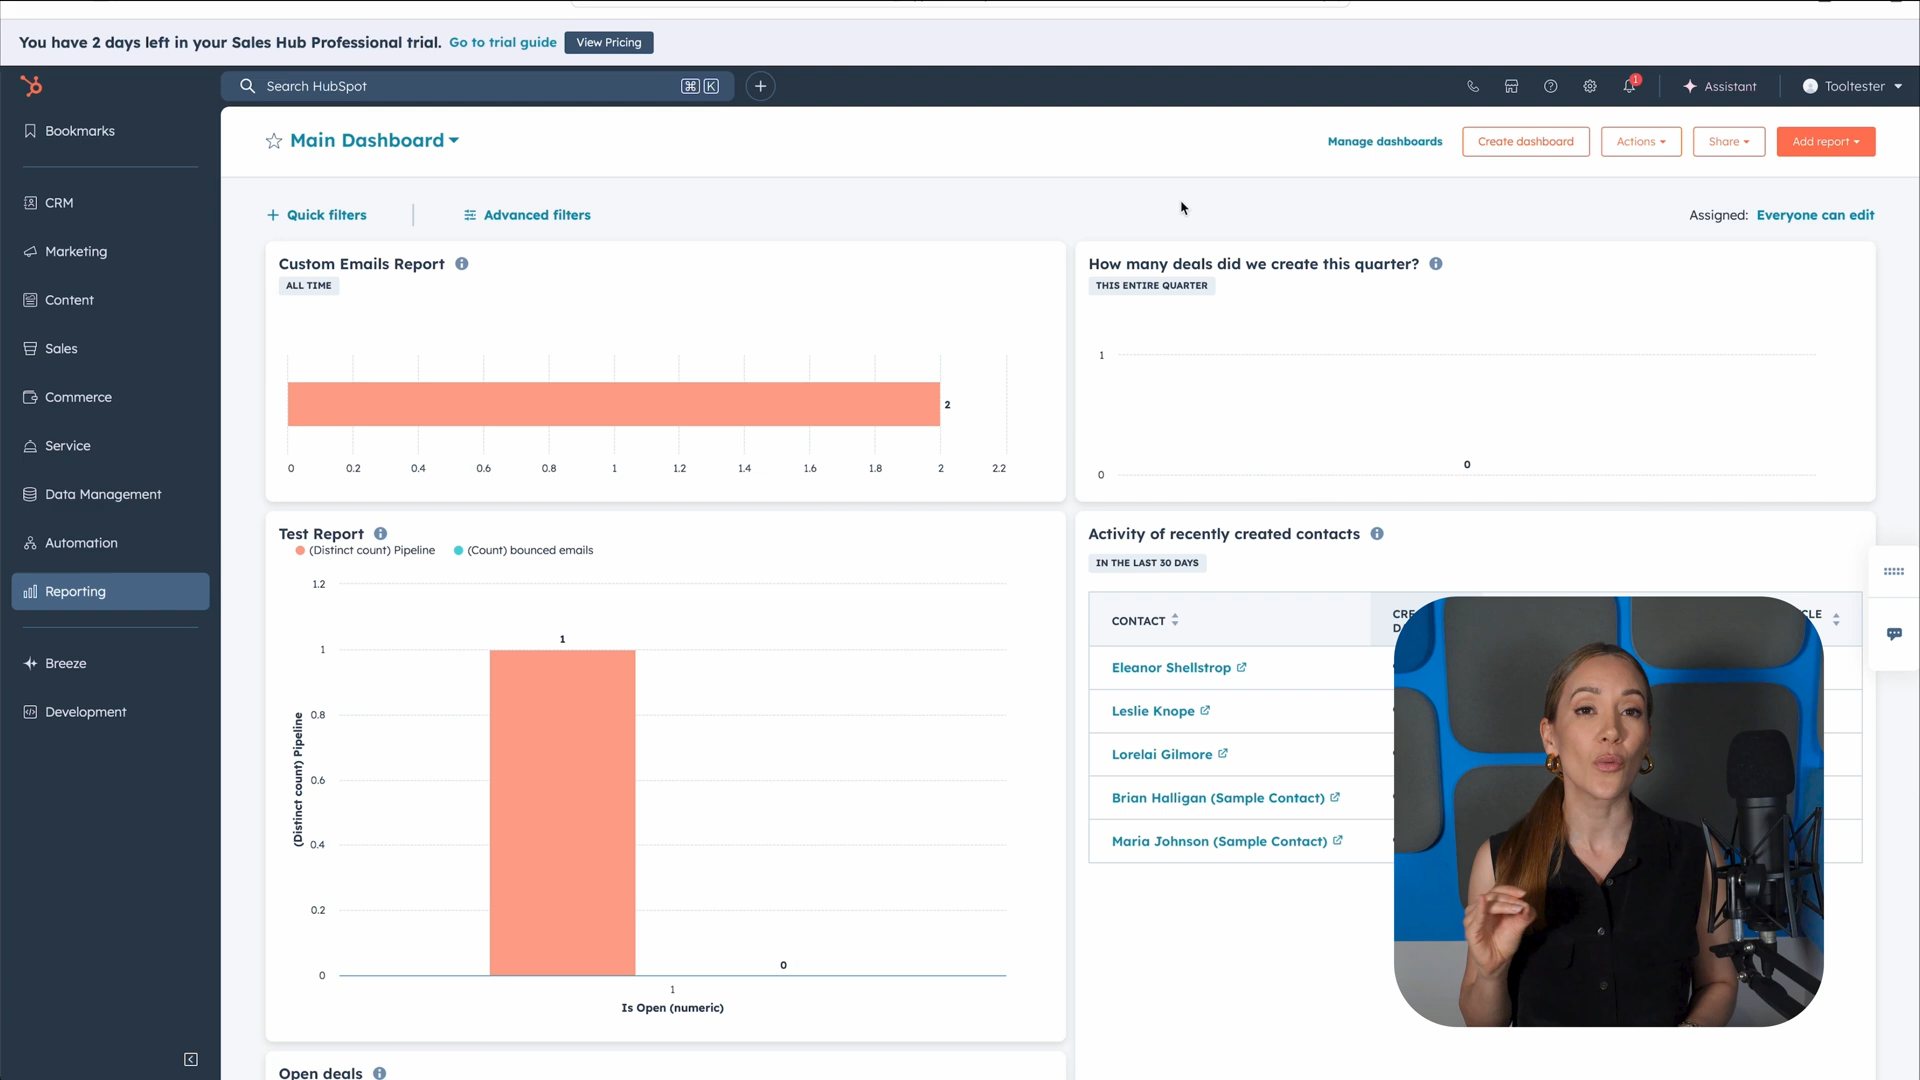 You have 2 days left in your Sales Hub Professional trial. Go to trial guide View Pricing
Search HubSpot ⌘ K
Assistant
Tooltester
Bookmarks
CRM
Marketing
Content
Sales
Commerce
Service
Data Management
Automation
Reporting
Breeze
Development
Main Dashboard
Manage dashboards Create dashboard Actions Share Add report
+ Quick filters
Advanced filters
Assigned: Everyone can edit
Custom Emails Report
ALL TIME
2
0 0.2 0.4 0.6 0.8 1 1.2 1.4 1.6 1.8 2 2.2
How many deals did we create this quarter?
THIS ENTIRE QUARTER
1
0
0
Test Report
(Distinct count) Pipeline (Count) bounced emails
1.2
1
0.8
0.6
0.4
0.2
0
(Distinct count) Pipeline
1
0
1
Is Open (numeric)
Activity of recently created contacts
IN THE LAST 30 DAYS
CONTACT
CRE
D
CLE
Eleanor Shellstrop
Leslie Knope
Lorelai Gilmore
Brian Halligan (Sample Contact)
Maria Johnson (Sample Contact)
Open deals
1